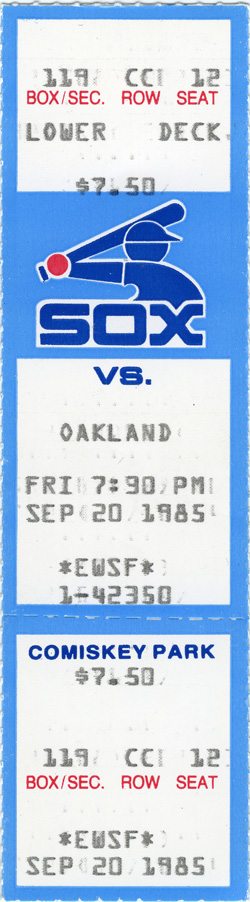 119 CC 12
BOX/SEC. ROW SEAT
LOWER DECK
$7.50
SOX
VS.
OAKLAND
FRI 7:30 PM
SEP 20 1985
*EWSF*
1-42350
COMISKEY PARK
$7.50
119 CC 12
BOX/SEC. ROW SEAT
*EWSF*
SEP 20 1985